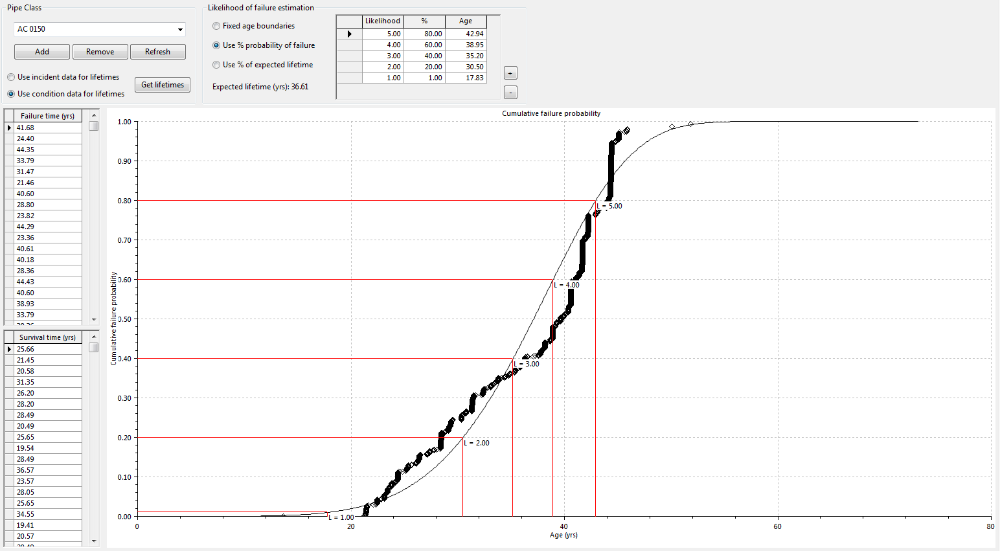 Pipe Class
AC 0150
Add Remove Refresh
Use incident data for lifetimes
Use condition data for lifetimes
Get lifetimes
Likelihood of failure estimation
Fixed age boundaries
Use % probability of failure
Use % of expected lifetime
Expected lifetime (yrs): 36.61
Likelihood % Age
5.00 80.00 42.94
4.00 60.00 38.95
3.00 40.00 35.20
2.00 20.00 30.50
1.00 1.00 17.83
+
-
Failure time (yrs)
41.68
24.40
44.35
33.79
31.47
21.46
40.60
28.80
23.82
44.29
23.36
40.61
40.18
28.36
44.43
40.60
38.93
33.79
Survival time (yrs)
25.66
21.45
20.58
31.35
26.20
28.20
28.49
20.49
25.65
19.54
28.49
36.57
23.57
28.05
25.65
34.55
19.41
20.57
Cumulative failure probability
Cumulative failure probability
1.00
0.90
0.80
0.70
0.60
0.50
0.40
0.30
0.20
0.10
0.00
L = 5.00
L = 4.00
L = 3.00
L = 2.00
L = 1.00
0 20 40 60 80
Age (yrs)